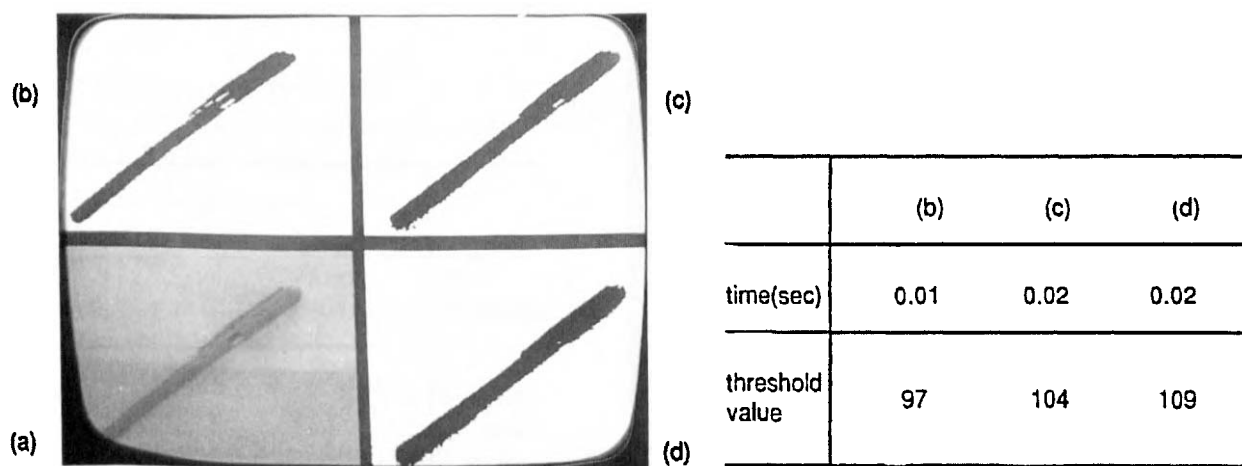 (b)
(c)
(a)
(d)
(b) (c) (d)
time(sec) 0.01 0.02 0.02
threshold
value 97 104 109